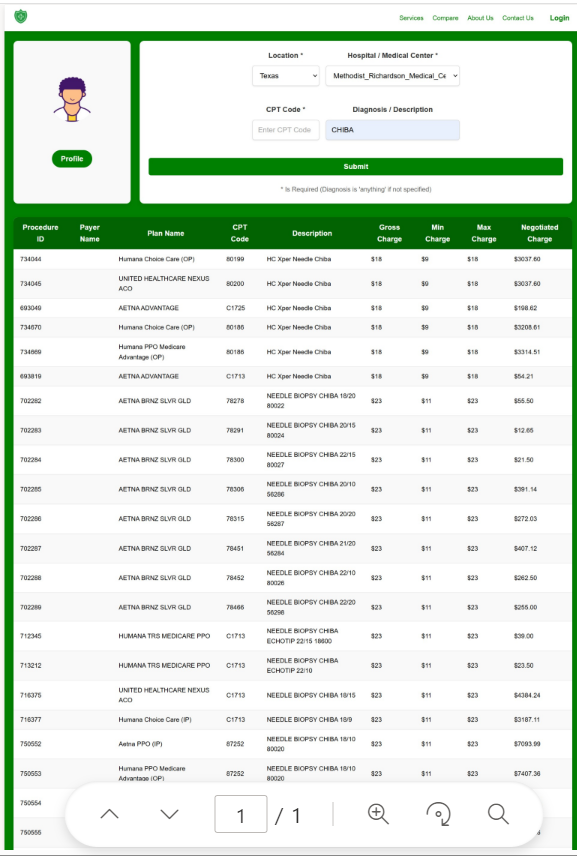 Services Compare About Us Contact Us Login
Location * Hospital / Medical Center *
Texas Methodist_Richardson_Medical_Ce
CPT Code * Diagnosis / Description
Enter CPT Code CHIBA
Profile
Submit
* Is Required (Diagnosis is 'anything' if not specified)
Procedure ID Payer Name Plan Name CPT Code Description Gross Charge Min Charge Max Charge Negotiated Charge
734044 Humana Choice Care (OP) 80199 HC Xper Needle Chiba $18 $9 $18 $3037.60
734045 UNITED HEALTHCARE NEXUS ACO 80200 HC Xper Needle Chiba $18 $9 $18 $3037.60
693049 AETNA ADVANTAGE C1725 HC Xper Needle Chiba $18 $9 $18 $198.62
734670 Humana Choice Care (OP) 80186 HC Xper Needle Chiba $18 $9 $18 $3208.61
734669 Humana PPO Medicare Advantage (OP) 80186 HC Xper Needle Chiba $18 $9 $18 $3314.51
693819 AETNA ADVANTAGE C1713 HC Xper Needle Chiba $18 $9 $18 $54.21
702282 AETNA BRNZ SLVR GLD 78278 NEEDLE BIOPSY CHIBA 18/20 80022 $23 $11 $23 $55.50
702283 AETNA BRNZ SLVR GLD 78291 NEEDLE BIOPSY CHIBA 20/15 80024 $23 $11 $23 $12.65
702284 AETNA BRNZ SLVR GLD 78300 NEEDLE BIOPSY CHIBA 22/15 80027 $23 $11 $23 $21.50
702285 AETNA BRNZ SLVR GLD 78306 NEEDLE BIOPSY CHIBA 20/10 56286 $23 $11 $23 $391.14
702286 AETNA BRNZ SLVR GLD 78315 NEEDLE BIOPSY CHIBA 20/20 56287 $23 $11 $23 $272.03
702287 AETNA BRNZ SLVR GLD 78451 NEEDLE BIOPSY CHIBA 21/20 56284 $23 $11 $23 $407.12
702288 AETNA BRNZ SLVR GLD 78452 NEEDLE BIOPSY CHIBA 22/10 80026 $23 $11 $23 $262.50
702289 AETNA BRNZ SLVR GLD 78466 NEEDLE BIOPSY CHIBA 22/20 56298 $23 $11 $23 $255.00
712345 HUMANA TRS MEDICARE PPO C1713 NEEDLE BIOPSY CHIBA ECHOTIP 22/15 18600 $23 $11 $23 $39.00
713212 HUMANA TRS MEDICARE PPO C1713 NEEDLE BIOPSY CHIBA ECHOTIP 22/10 $23 $11 $23 $23.50
716375 UNITED HEALTHCARE NEXUS ACO C1713 NEEDLE BIOPSY CHIBA 18/15 $23 $11 $23 $4384.24
716377 Humana Choice Care (IP) C1713 NEEDLE BIOPSY CHIBA 18/9 $23 $11 $23 $3187.11
750552 Aetna PPO (IP) 87252 NEEDLE BIOPSY CHIBA 18/10 80020 $23 $11 $23 $7093.99
750553 Humana PPO Medicare Advantage (OP) 87252 NEEDLE BIOPSY CHIBA 18/10 80020 $23 $11 $23 $7407.36
750554
750555
1 / 1